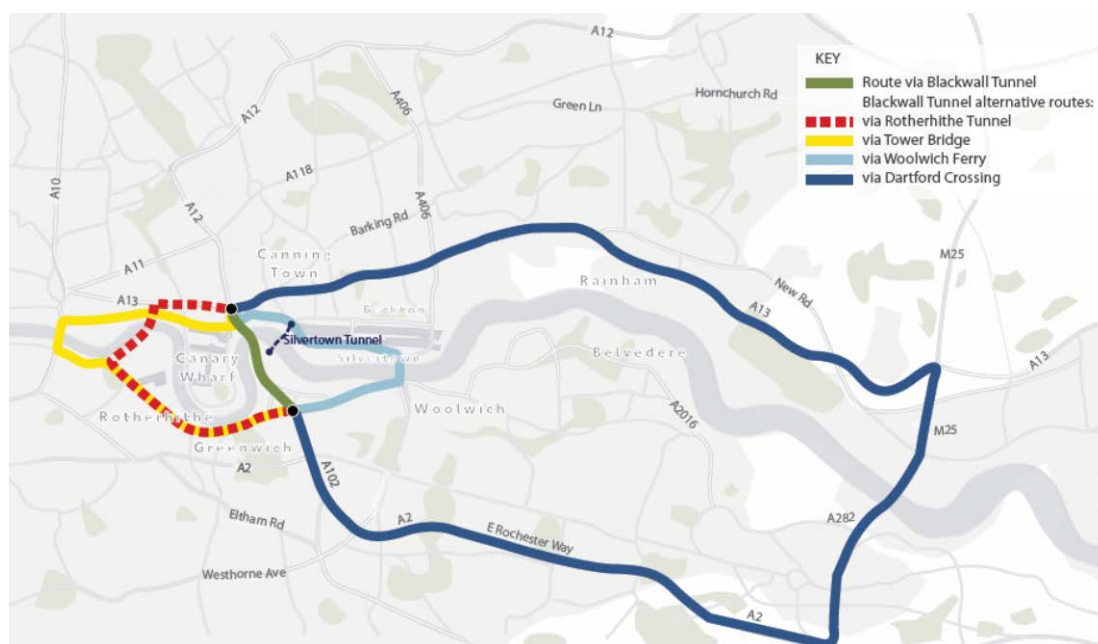 KEY
Route via Blackwall Tunnel
Blackwall Tunnel alternative routes:
via Rotherhithe Tunnel
via Tower Bridge
via Woolwich Ferry
via Dartford Crossing
A12
A406
Green Ln
Hornchurch Rd
A12
A10
A118
A406
A12
Barking Rd
M25
A11
Canning
Town
Rainham
New Rd
A13
A13
Silvertown Tunnel
Silvertown
Canary
Wharf
Belvedere
A13
Rotherhithe
Woolwich
A2016
M25
Greenwich
A2
A102
Eltham Rd
A2
E Rochester Way
A282
Westhorne Ave
A2